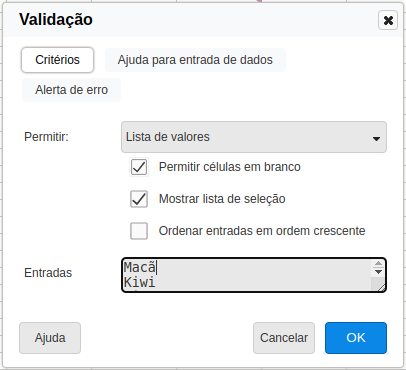 Validação
Critérios
Ajuda para entrada de dados
Alerta de erro
Permitir:
Lista de valores
Permitir células em branco
Mostrar lista de seleção
Ordenar entradas em ordem crescente
Entradas
Macã
Kiwi
Ajuda
Cancelar
OK